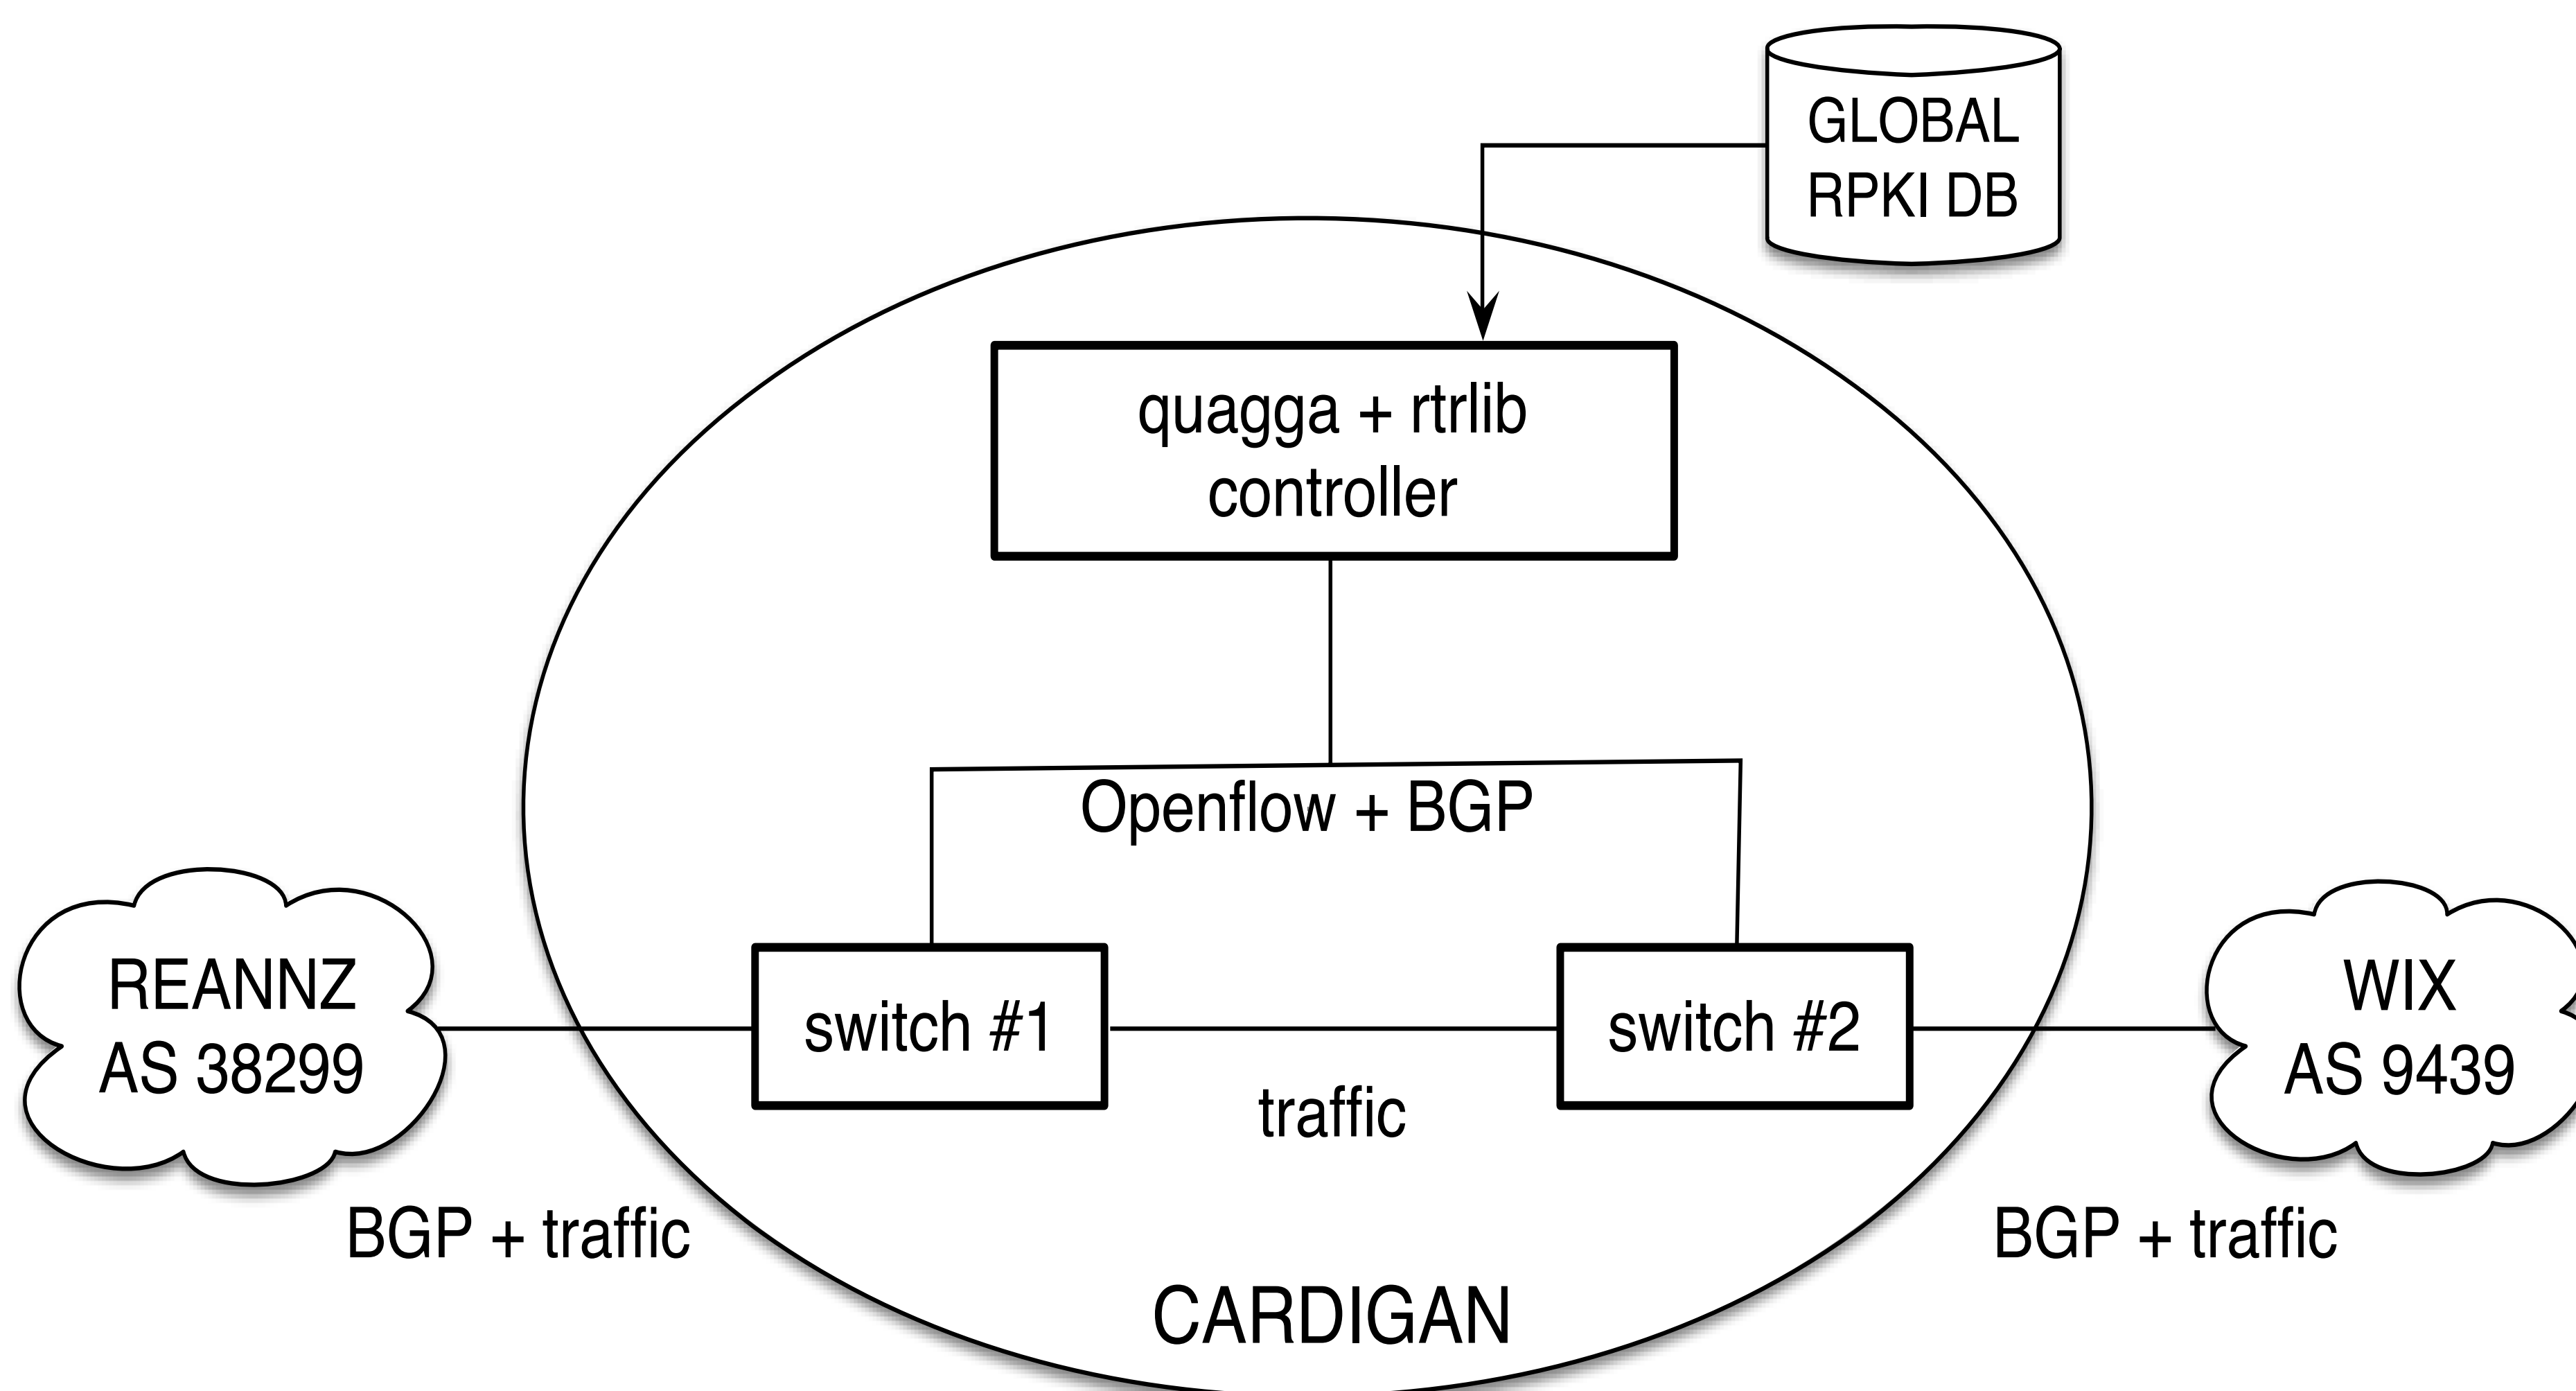 GLOBAL
RPKI DB
quagga + rtrlib
controller
Openflow + BGP
REANNZ
AS 38299
switch #1
switch #2
WIX
AS 9439
traffic
BGP + traffic
BGP + traffic
CARDIGAN